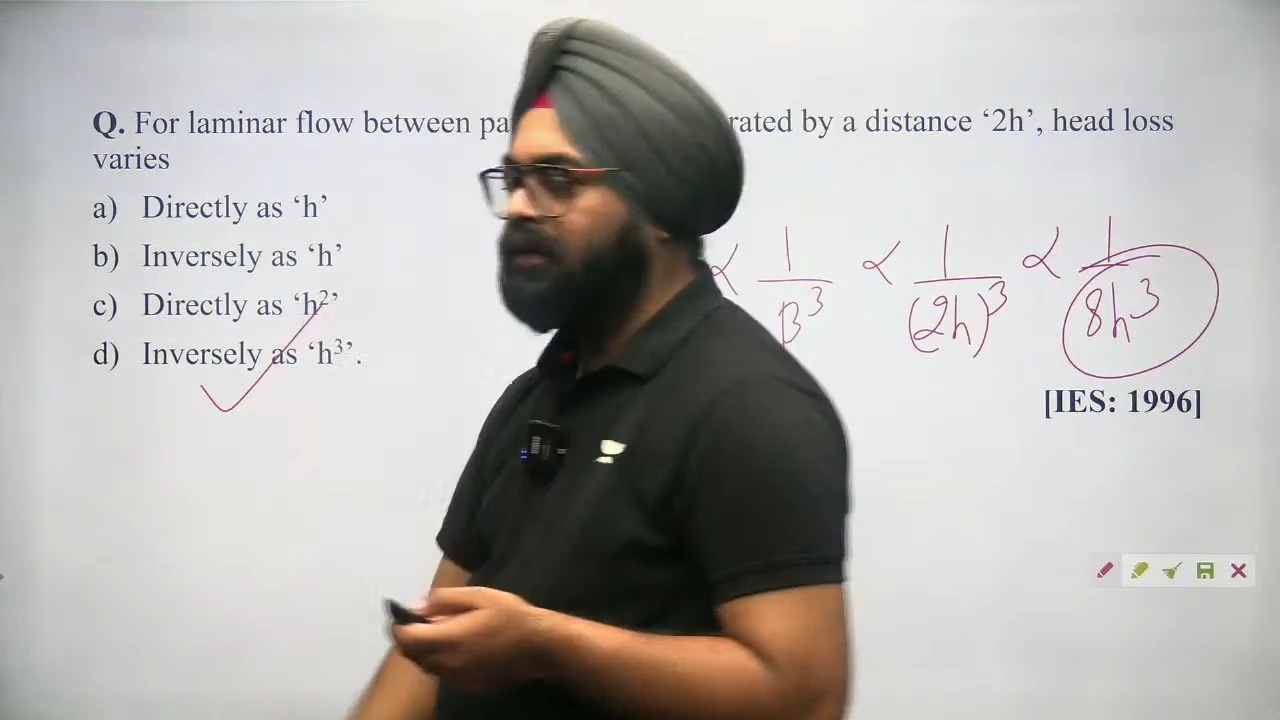 Q. For laminar flow between pa rated by a distance ‘2h’, head loss
varies
a) Directly as ‘h’
b) Inversely as ‘h’
c) Directly as ‘h²’
d) Inversely as ‘h³’.
∝ 1/B³ ∝ 1/(2h)³ ∝ 1/8h³
[IES: 1996]